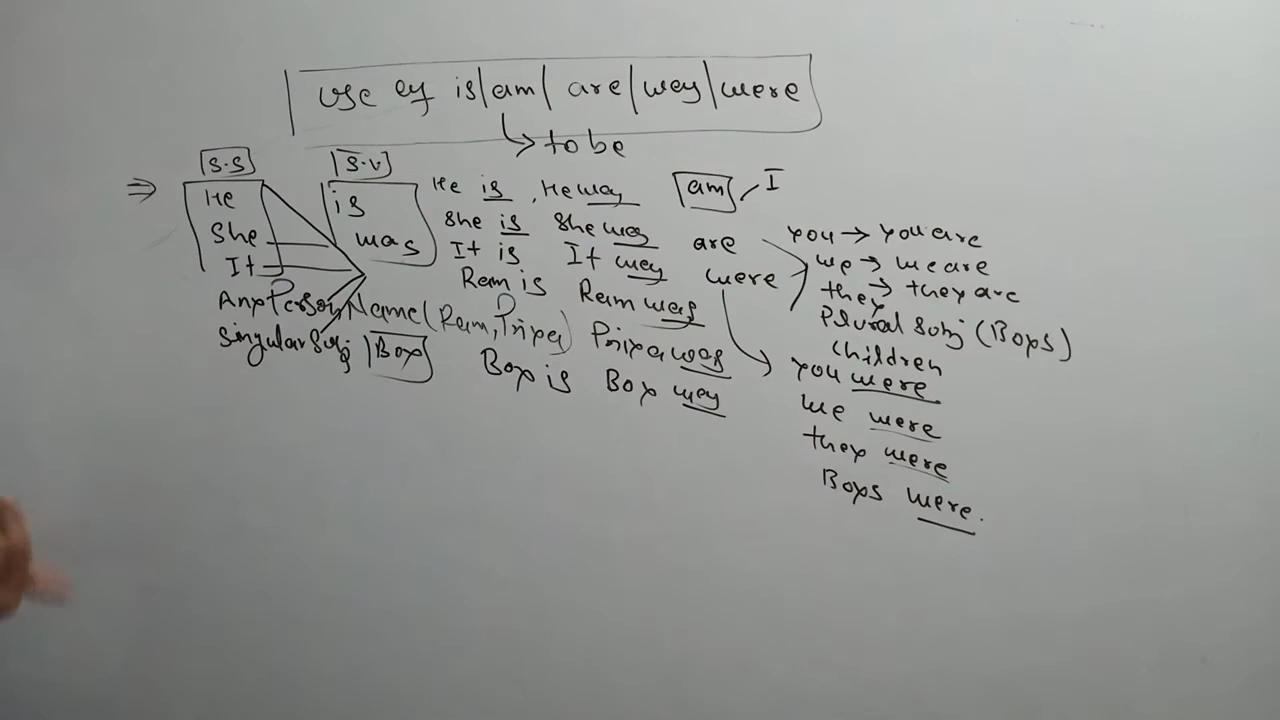 Use of is/am/are/was/were
to be
⇒ S.S S.V
He is He is, He was am I
She was She is She was are you → you are
It It is It was were we → we are
Ram is Ram was they → they are
Any Person Name (Ram, Priya) Priya was Plural Subj (Boys)
Singular Subj Boy Boy is Boy was Children
you were
we were
they were
Boys were.